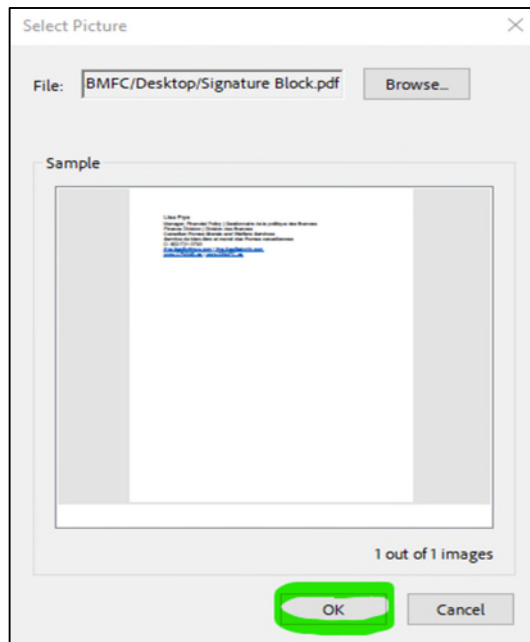 Select Picture
File: BMFC/Desktop/Signature Block.pdf Browse...
Sample
Manager, Financial Policy | Gestionnaire de la politique des finances
Finance Division | Division des finances
Canadian Forces Morale and Welfare Services
Services de bien-être et moral des Forces canadiennes
1 out of 1 images
OK Cancel